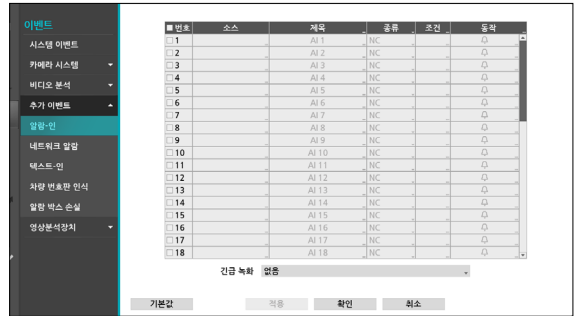 이벤트
시스템 이벤트
카메라 시스템
비디오 분석
추가 이벤트
알람-인
네트워크 알람
텍스트-인
차량 번호판 인식
알람 박스 손실
영상분석장치
번호 소스 제목 종류 조건 동작
1 AI 1 NC
2 AI 2 NC
3 AI 3 NC
4 AI 4 NC
5 AI 5 NC
6 AI 6 NC
7 AI 7 NC
8 AI 8 NC
9 AI 9 NC
10 AI 10 NC
11 AI 11 NC
12 AI 12 NC
13 AI 13 NC
14 AI 14 NC
15 AI 15 NC
16 AI 16 NC
17 AI 17 NC
18 AI 18 NC
긴급 녹화 없음
기본값 적용 확인 취소